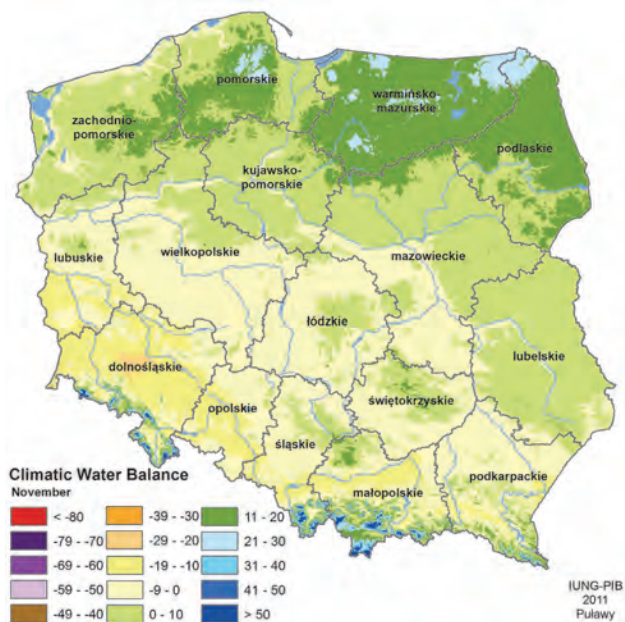 pomorskie
warmińsko-
mazurskie
zachodnio-
pomorskie
podlaskie
kujawsko-
pomorskie
wielkopolskie
mazowieckie
lubuskie
łódzkie
lubelskie
dolnośląskie
opolskie
świętokrzyskie
śląskie
podkarpackie
małopolskie
Climatic Water Balance
November
< -80 -39 - -30 11 - 20
-79 - -70 -29 - -20 21 - 30
-69 - -60 -19 - -10 31 - 40
-59 - -50 -9 - 0 41 - 50
-49 - -40 0 - 10 > 50
IUNG-PIB
2011
Puławy